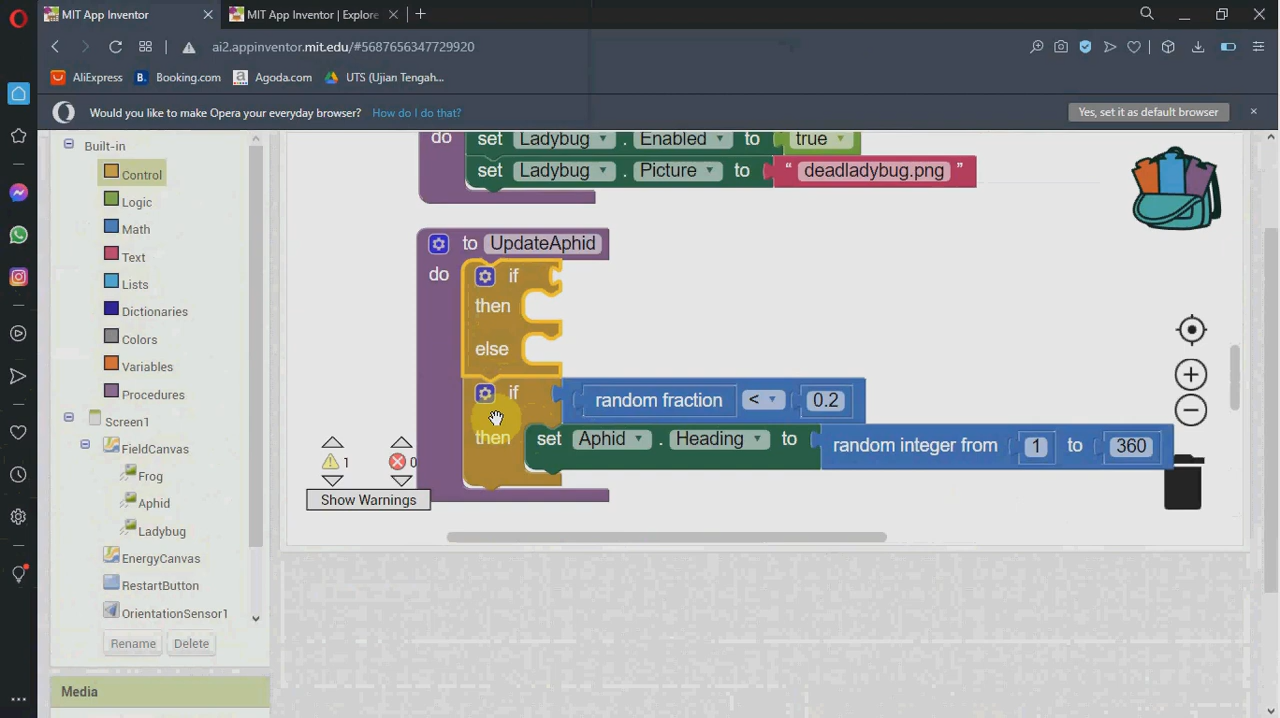 MIT App Inventor
MIT App Inventor | Explore
ai2.appinventor.mit.edu/#5687656347729920
AliExpress
B. Booking.com
a Agoda.com
UTS (Ujian Tengah...
Would you like to make Opera your everyday browser? How do I do that?
Yes, set it as default browser
Built-in
Control
Logic
Math
Text
Lists
Dictionaries
Colors
Variables
Procedures
Screen1
FieldCanvas
Frog
Aphid
Ladybug
EnergyCanvas
RestartButton
OrientationSensor1
Rename
Delete
Media
do set Ladybug . Enabled to true
set Ladybug . Picture to “ deadladybug.png ”
to UpdateAphid
do if
then
else
if random fraction < 0.2
then set Aphid . Heading to random integer from 1 to 360
1
0
Show Warnings